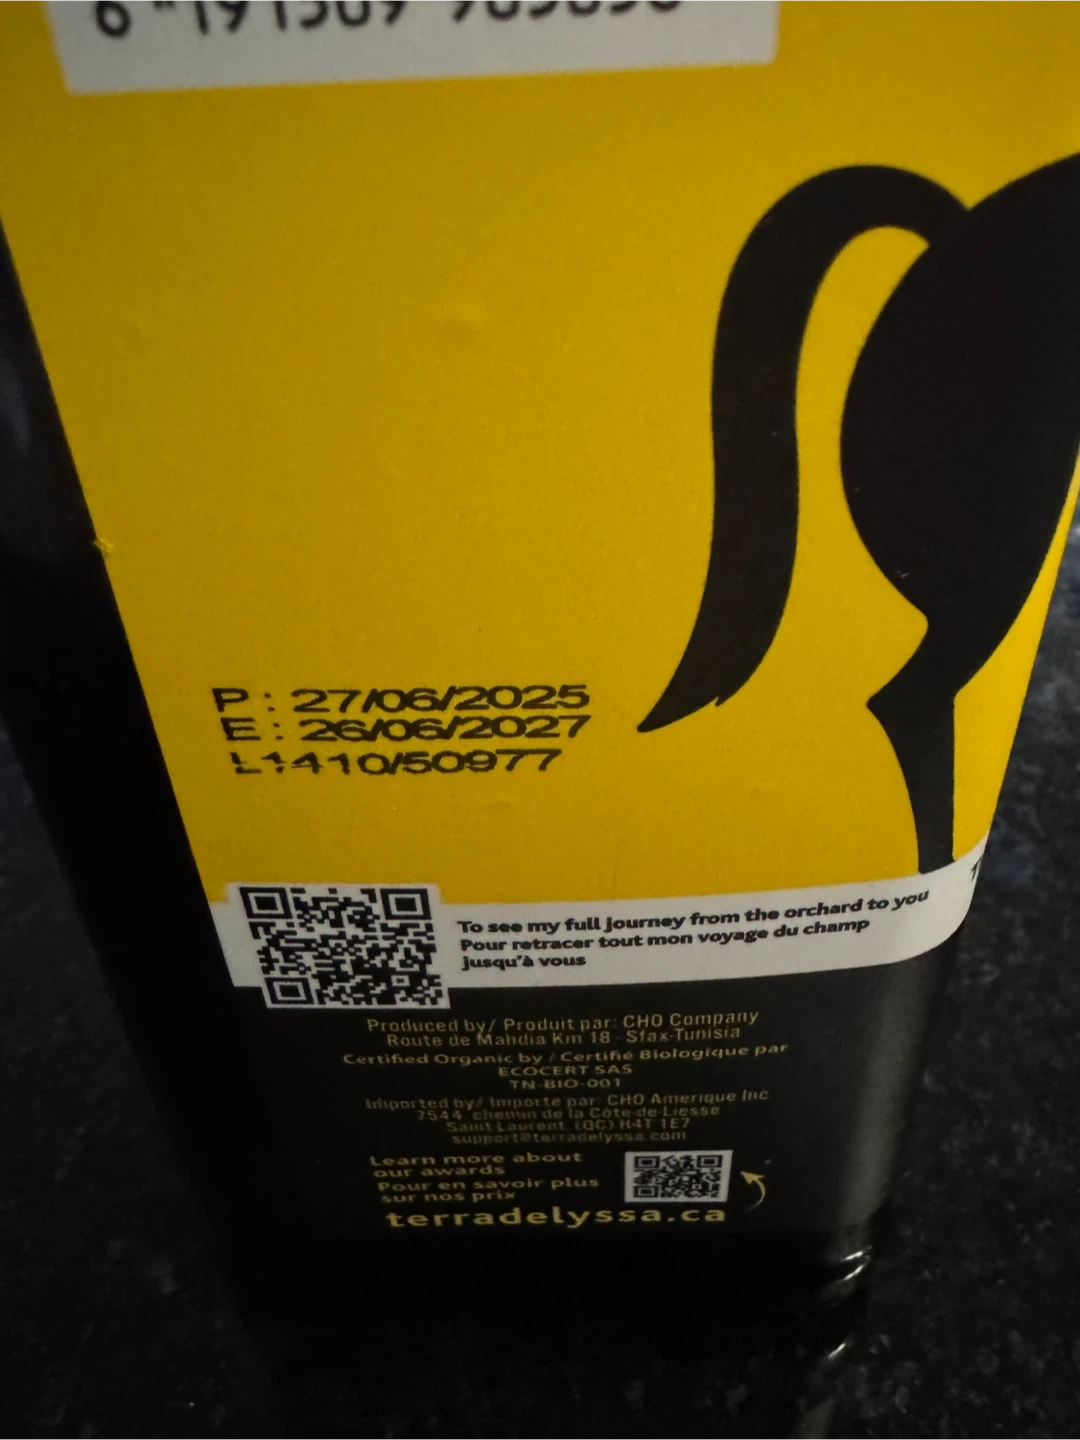 P : 27/06/2025
E : 26/06/2027
L1410/50977
To see my full journey from the orchard to you
Pour retracer tout mon voyage du champ
jusqu'à vous
Produced by/ Produit par: CHO Company
Route de Mahdia Km 18 - Sfax-Tunisia
Certified Organic by / Certifié Biologique par
ECOCERT SAS
TN-BIO-001
Imported by/ Importé par: CHO Amerique Inc
7544, chemin de la Côte-de-Liesse
Saint-Laurent, (QC) H4T 1E7
support@terradelyssa.com
Learn more about
our awards
Pour en savoir plus
sur nos prix
terradelyssa.ca